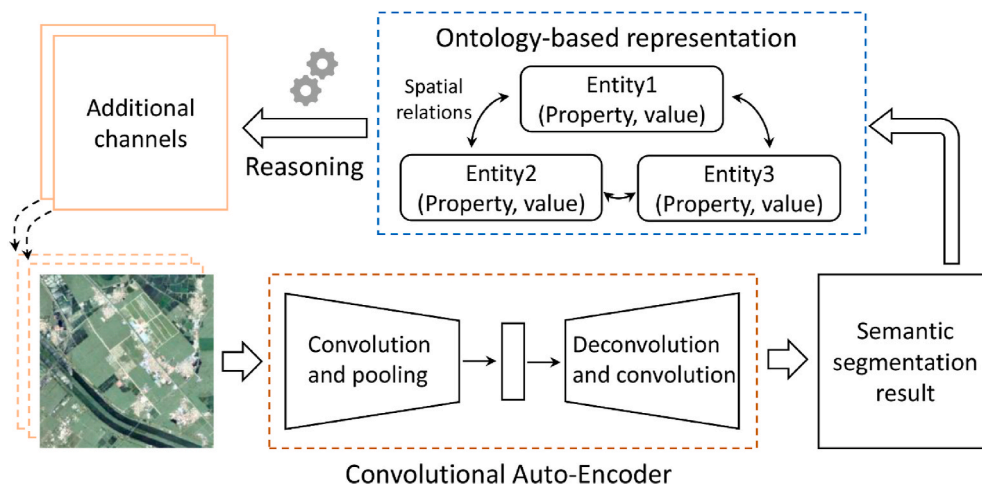 Ontology-based representation
Spatial
relations
Entity1
(Property, value)
Entity2
(Property, value)
Entity3
(Property, value)
Additional
channels
Reasoning
Convolution
and pooling
Deconvolution
and convolution
Semantic
segmentation
result
Convolutional Auto-Encoder